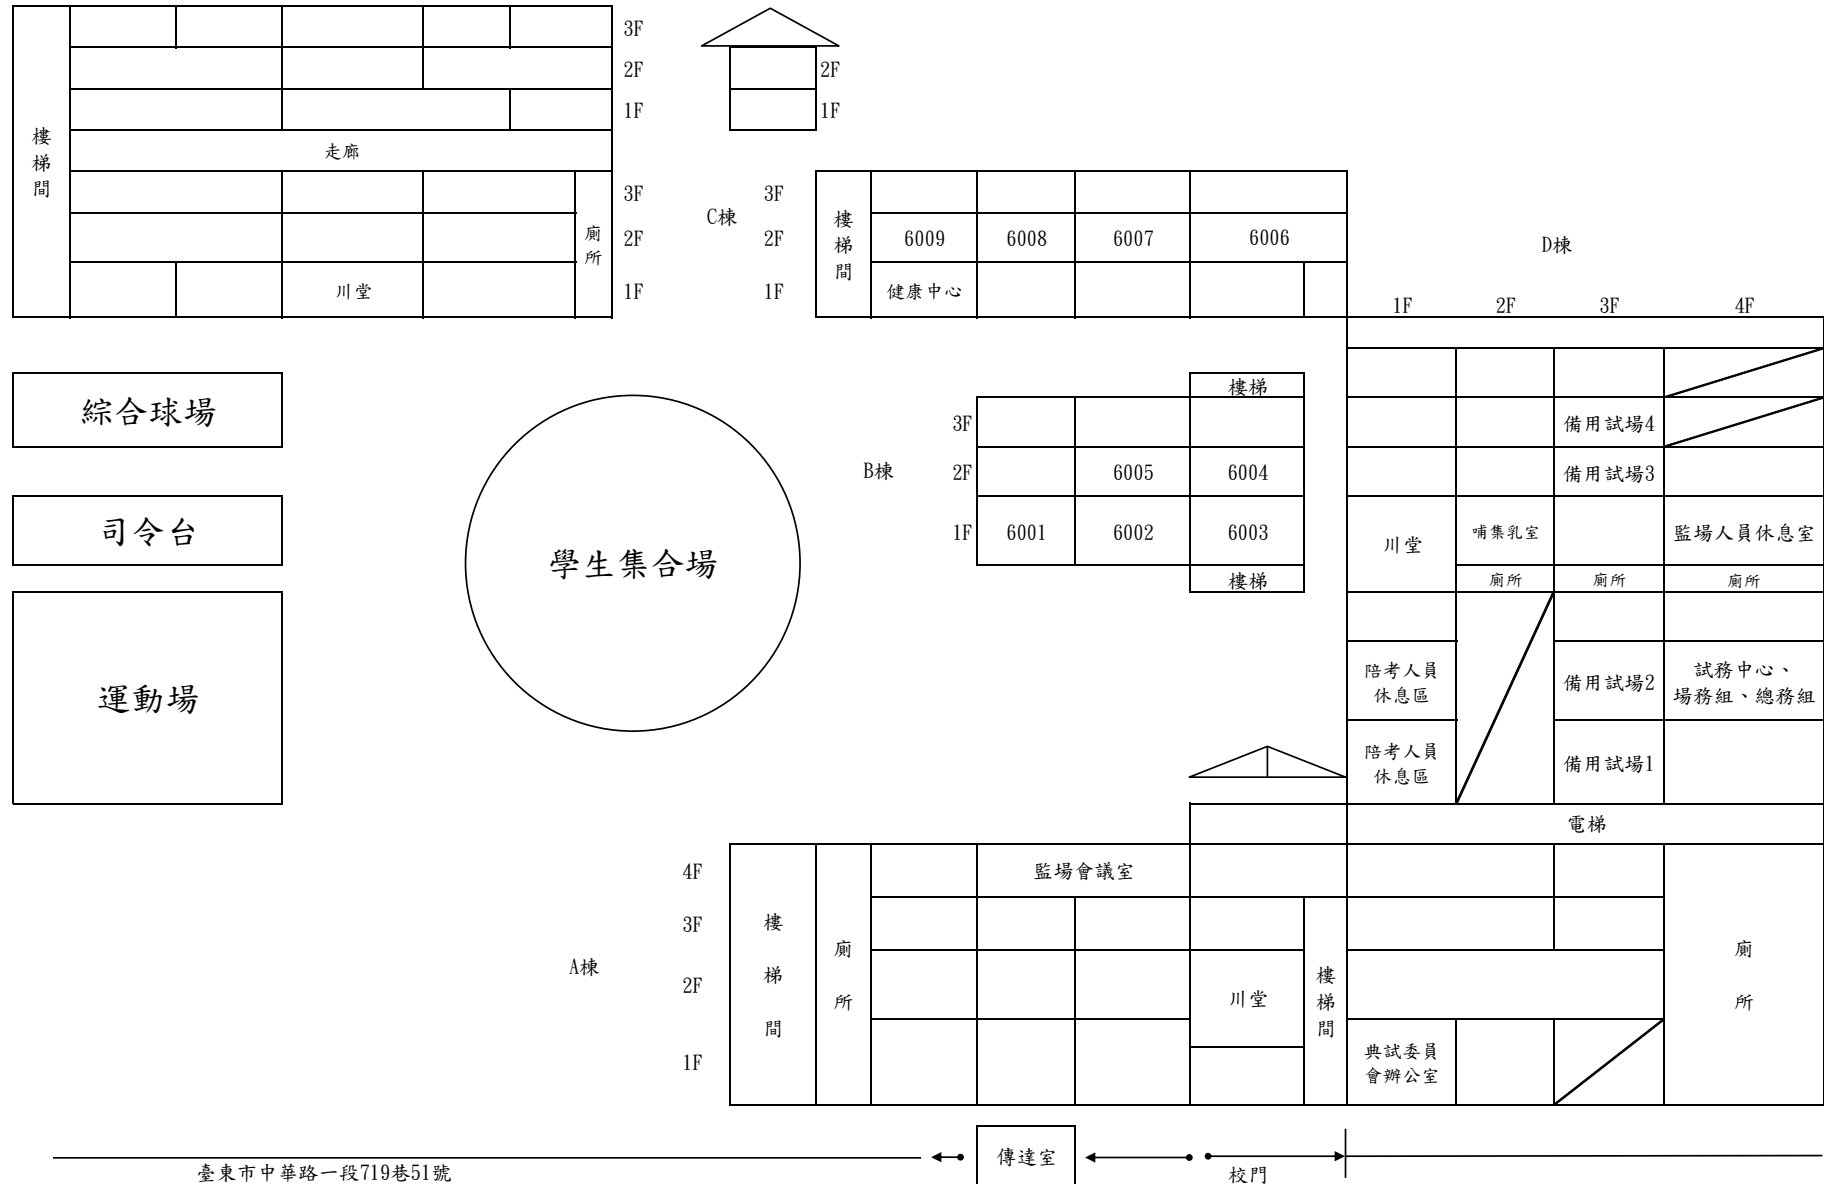 3F
2F
1F
2F
1F
樓梯間
走廊
3F
2F
1F
廁所
川堂
C棟
3F
2F
1F
樓梯間
6009 6008 6007 6006
健康中心
D棟
1F 2F 3F 4F
綜合球場
司令台
運動場
學生集合場
B棟
3F
2F
1F
樓梯
6005 6004
6001 6002 6003
樓梯
備用試場4
備用試場3
川堂
哺集乳室
監場人員休息室
廁所 廁所 廁所
陪考人員
休息區
備用試場2
試務中心、
場務組、總務組
陪考人員
休息區
備用試場1
電梯
A棟
4F
3F
2F
1F
樓梯間
廁所
監場會議室
川堂
樓梯間
典試委員
會辦公室
廁所
傳達室
校門
臺東市中華路一段719巷51號